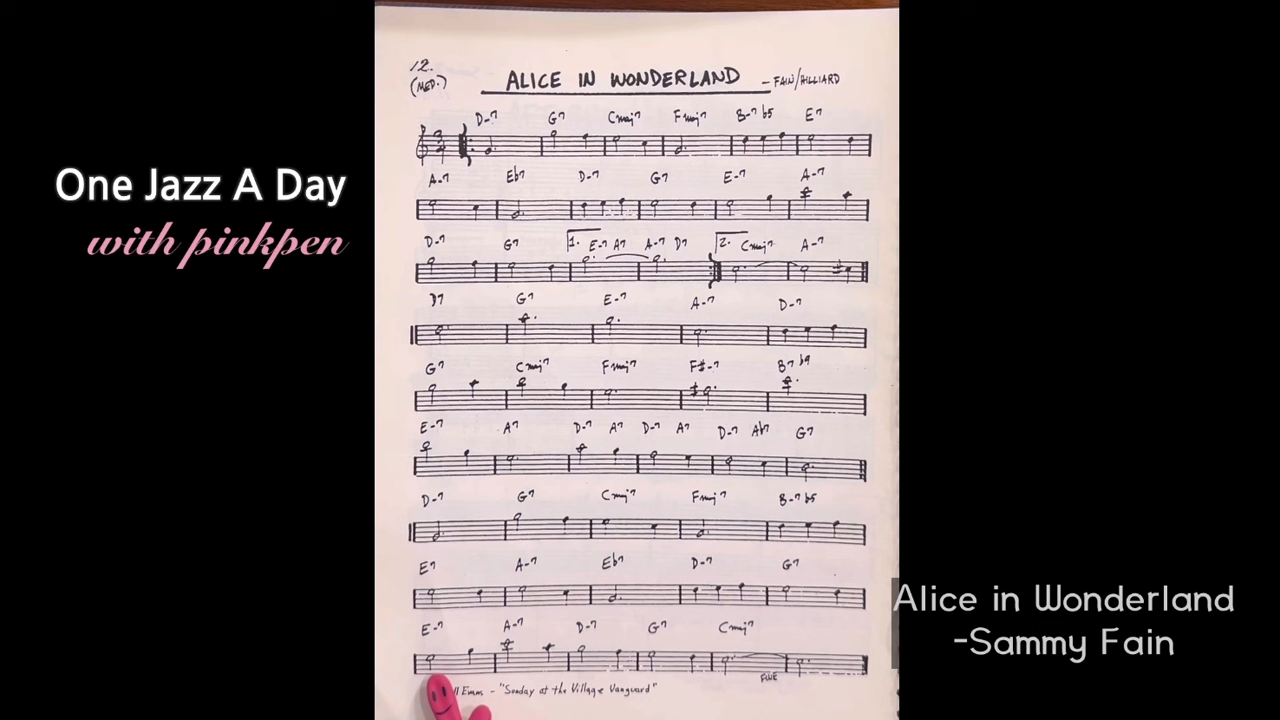 One Jazz A Day
with pinkpen
12.
(MED.)
ALICE IN WONDERLAND
- FAIN/HILLIARD
D-7 G7 Cmaj7 Fmaj7 B-7 b5 E7
A-7 Eb7 D-7 G7 E-7 A-7
D-7 G7 1. E-7 A7 A-7 D7 2. Cmaj7 A-7
D7 G7 E-7 A-7 D-7
G7 Cmaj7 Fmaj7 F#-7 B7 b9
E-7 A7 D-7 A7 D-7 A7 D-7 Ab7 G7
D-7 G7 Cmaj7 Fmaj7 B-7 b5
E7 A-7 Eb7 D-7 G7
E-7 A-7 D-7 G7 Cmaj7
FINE
Emm. - "Sunday at the Village Vanguard"
Alice in Wonderland
-Sammy Fain